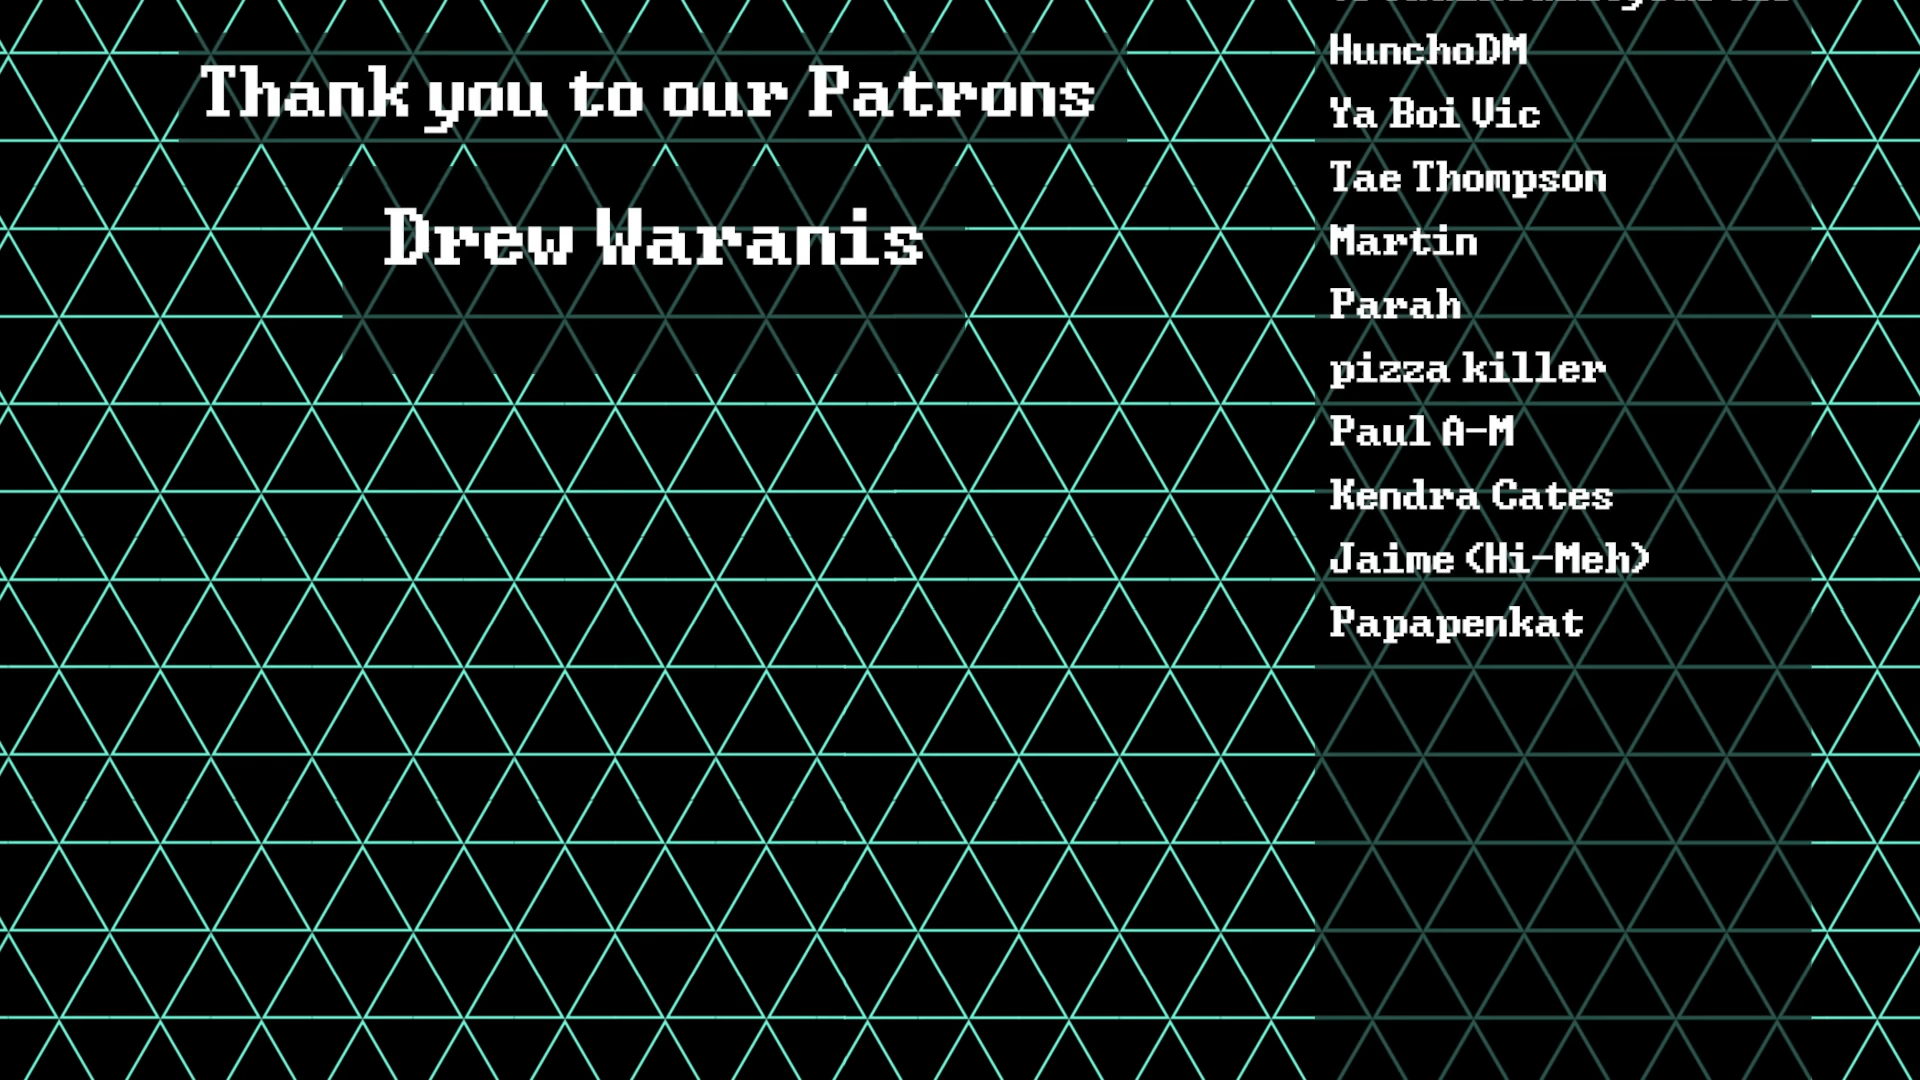 Thank you to our Patrons
Drew Waranis
HunchoDM
Ya Boi Vic
Tae Thompson
Martin
Parah
pizza killer
Paul A-M
Kendra Cates
Jaime (Hi-Meh)
Papapenkat